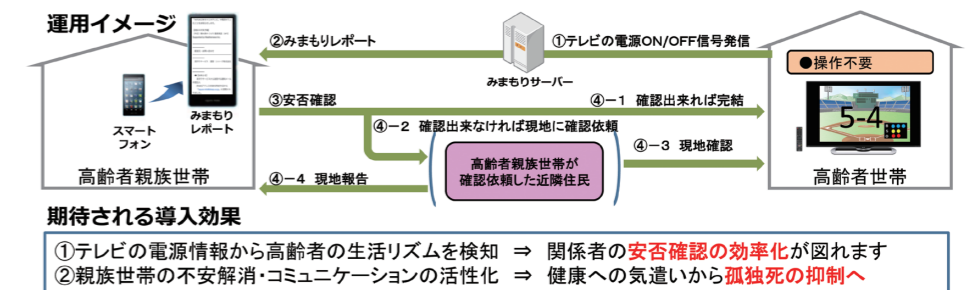 運用イメージ
②みまもりレポート
①テレビの電源ON/OFF信号発信
みまもりサーバー
●操作不要
5-4
スマート
フォン
みまもり
レポート
③安否確認
④－1 確認出来れば完結
④－2 確認出来なければ現地に確認依頼
高齢者親族世帯が
確認依頼した近隣住民
④－3 現地確認
④－4 現地報告
高齢者親族世帯
高齢者世帯
期待される導入効果
①テレビの電源情報から高齢者の生活リズムを検知 ⇒ 関係者の安否確認の効率化が図れます
②親族世帯の不安解消・コミュニケーションの活性化 ⇒ 健康への気遣いから孤独死の抑制へ